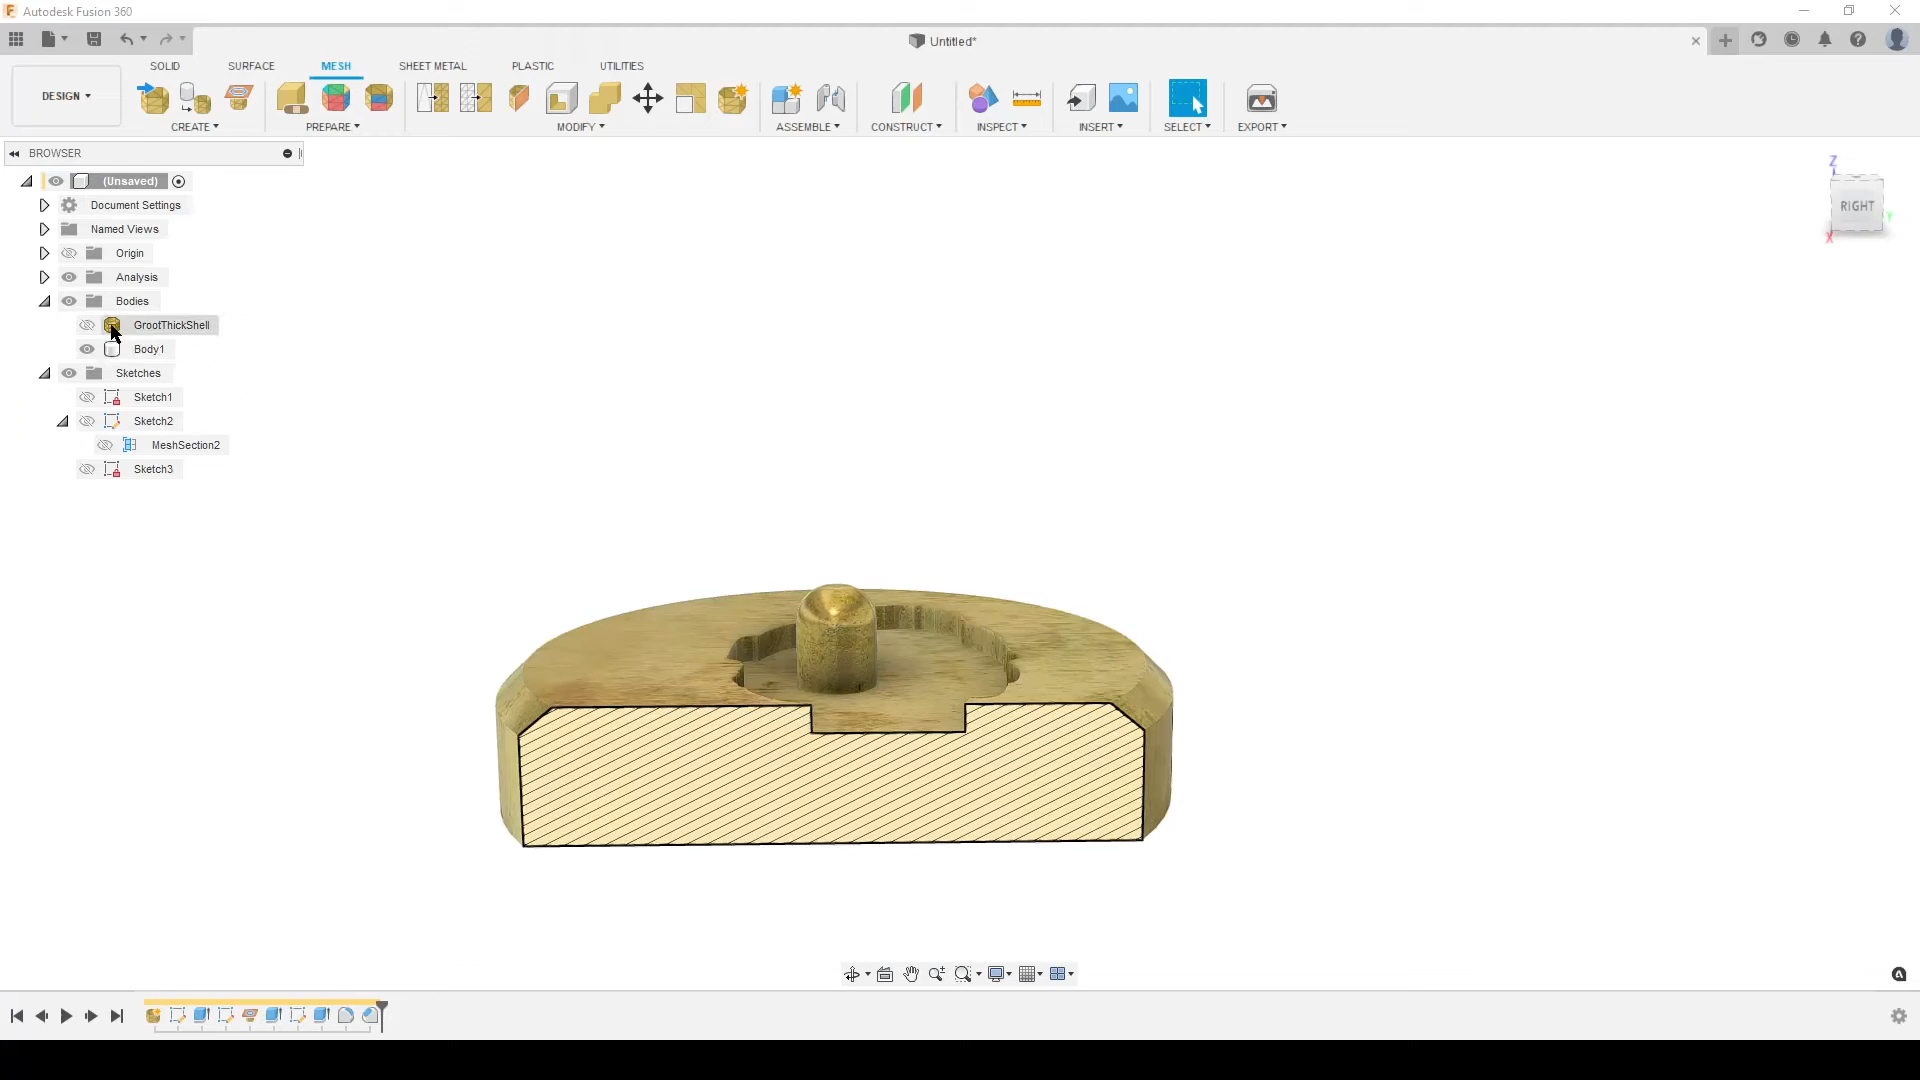 Autodesk Fusion 360
Untitled*
DESIGN
SOLID SURFACE MESH SHEET METAL PLASTIC UTILITIES
CREATE PREPARE MODIFY ASSEMBLE CONSTRUCT INSPECT INSERT SELECT EXPORT
BROWSER
(Unsaved)
Document Settings
Named Views
Origin
Analysis
Bodies
GrootThickShell
Body1
Sketches
Sketch1
Sketch2
MeshSection2
Sketch3
Z
RIGHT
Y
X